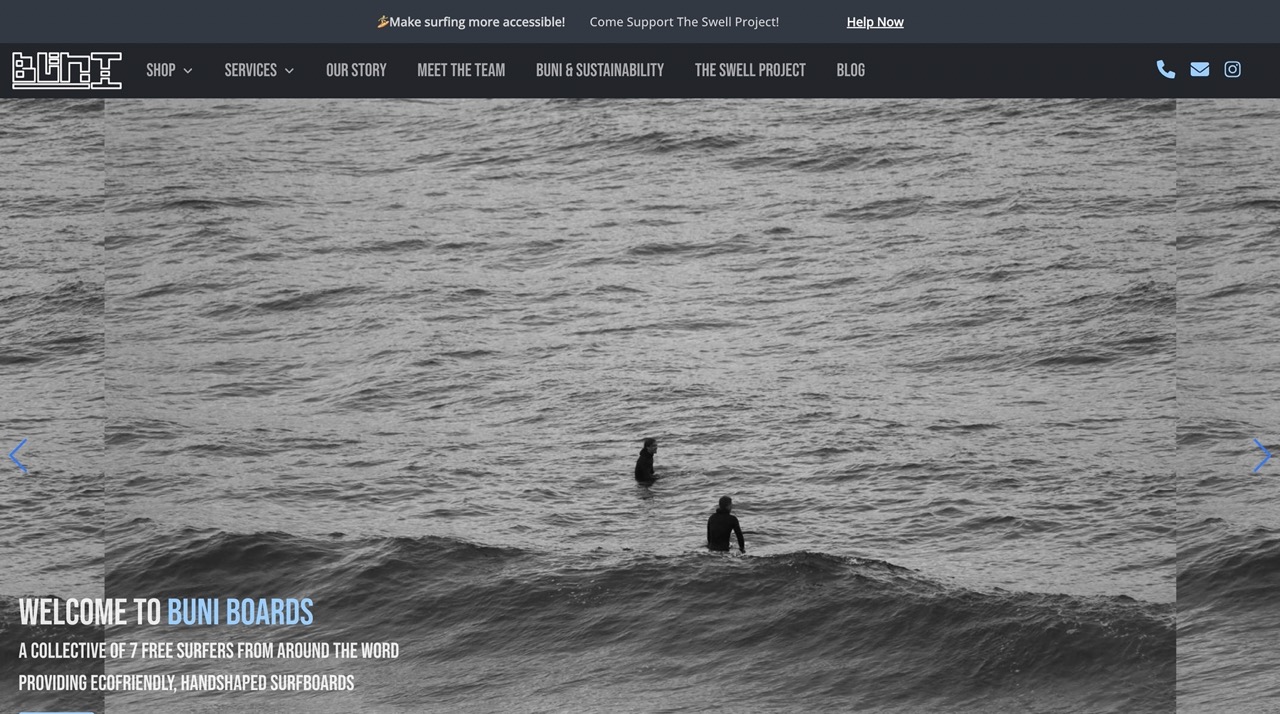 🏄Make surfing more accessible! Come Support The Swell Project! Help Now
BUNI SHOP SERVICES OUR STORY MEET THE TEAM BUNI & SUSTAINABILITY THE SWELL PROJECT BLOG
WELCOME TO BUNI BOARDS
A COLLECTIVE OF 7 FREE SURFERS FROM AROUND THE WORD
PROVIDING ECOFRIENDLY, HANDSHAPED SURFBOARDS